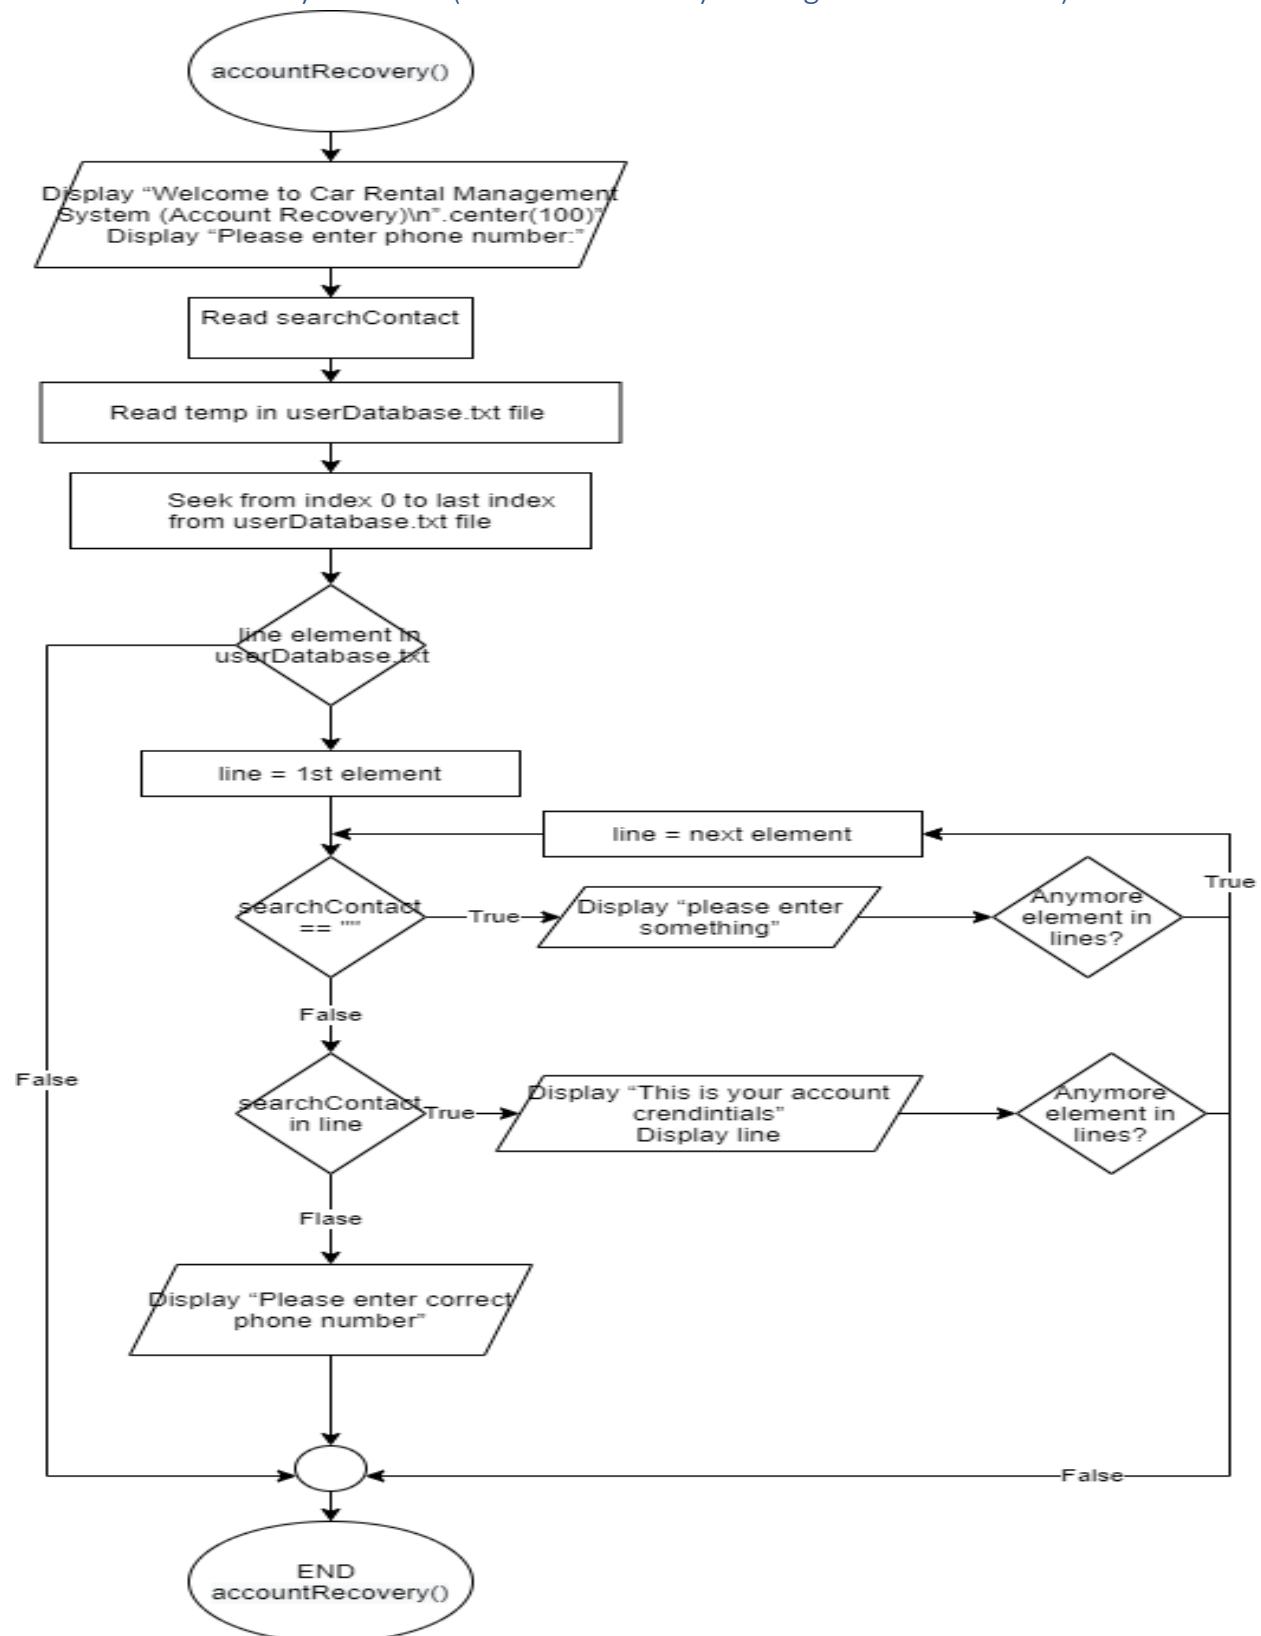 accountRecovery()
Display “Welcome to Car Rental Management
System (Account Recovery)\n”.center(100)”
Display “Please enter phone number:”
Read searchContact
Read temp in userDatabase.txt file
Seek from index 0 to last index
from userDatabase.txt file
line element in
userDatabase.txt
line = 1st element
line = next element
True
searchContact
== ""
True
Display “please enter
something”
Anymore
element in
lines?
False
False
searchContact
in line
True
Display “This is your account
crendintials”
Display line
Anymore
element in
lines?
Flase
Display “Please enter correct
phone number”
False
END
accountRecovery()